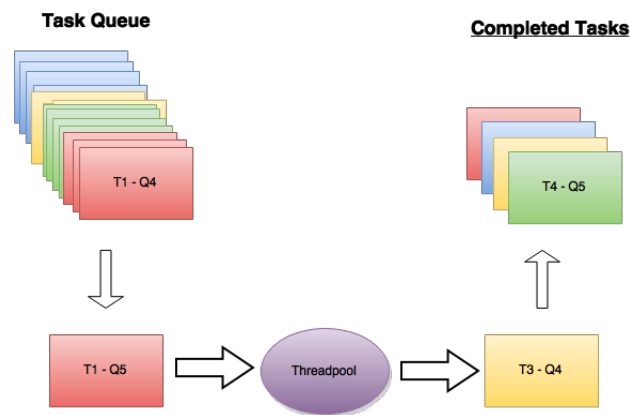 Task Queue
Completed Tasks
T1 - Q4
T4 - Q5
T1 - Q5
Threadpool
T3 - Q4